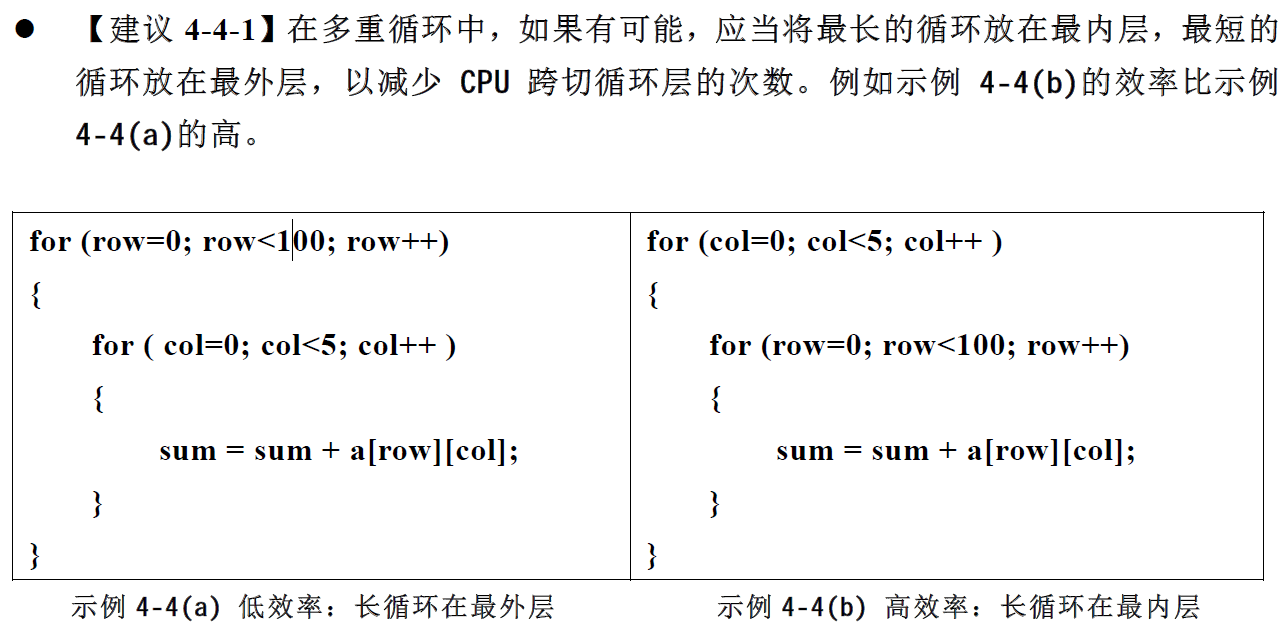 ● 【建议 4-4-1】在多重循环中，如果有可能，应当将最长的循环放在最内层，最短的
循环放在最外层，以减少 CPU 跨切循环层的次数。例如示例 4-4(b)的效率比示例
4-4(a)的高。
for (row=0; row<100; row++)
{
for ( col=0; col<5; col++ )
{
sum = sum + a[row][col];
}
}
for (col=0; col<5; col++ )
{
for (row=0; row<100; row++)
{
sum = sum + a[row][col];
}
}
示例 4-4(a) 低效率：长循环在最外层
示例 4-4(b) 高效率：长循环在最内层